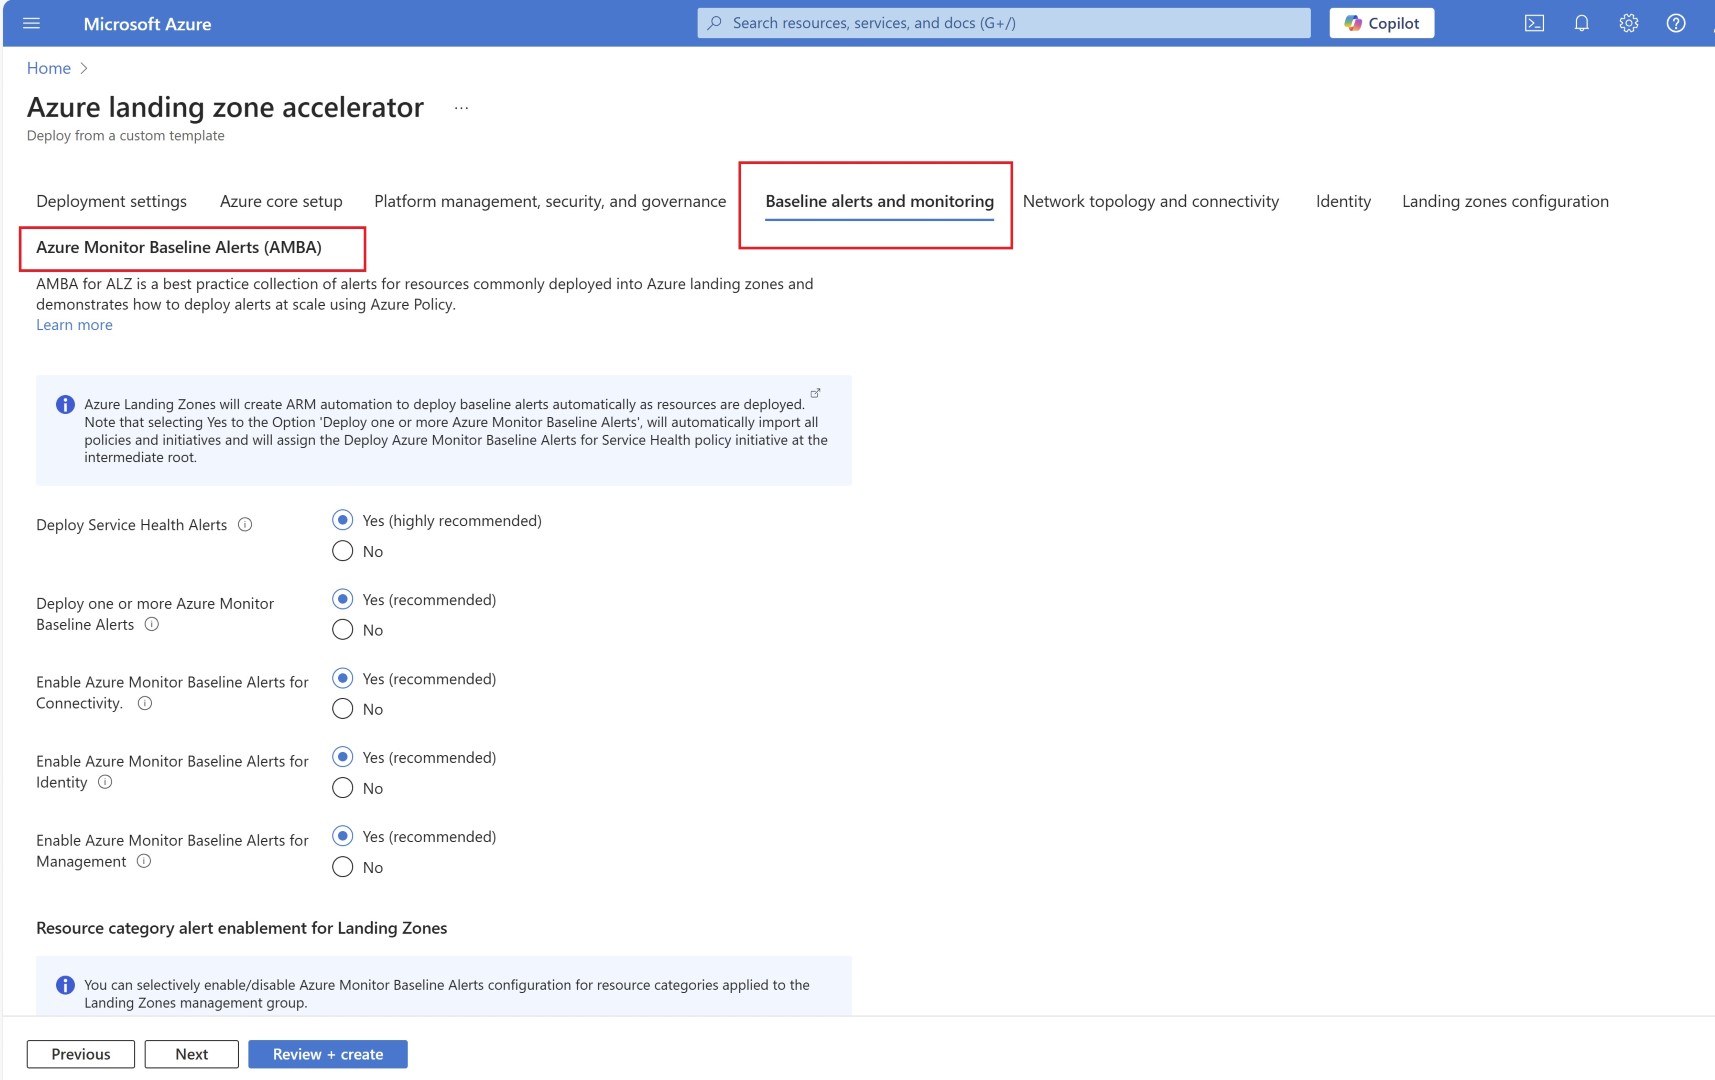 Microsoft Azure
Search resources, services, and docs (G+/)
Copilot
Home
Azure landing zone accelerator ...
Deploy from a custom template
Deployment settings
Azure core setup
Platform management, security, and governance
Baseline alerts and monitoring
Network topology and connectivity
Identity
Landing zones configuration
Azure Monitor Baseline Alerts (AMBA)
AMBA for ALZ is a best practice collection of alerts for resources commonly deployed into Azure landing zones and
demonstrates how to deploy alerts at scale using Azure Policy.
Learn more
Azure Landing Zones will create ARM automation to deploy baseline alerts automatically as resources are deployed.
Note that selecting Yes to the Option 'Deploy one or more Azure Monitor Baseline Alerts', will automatically import all
policies and initiatives and will assign the Deploy Azure Monitor Baseline Alerts for Service Health policy initiative at the
intermediate root.
Deploy Service Health Alerts
Yes (highly recommended)
No
Deploy one or more Azure Monitor
Baseline Alerts
Yes (recommended)
No
Enable Azure Monitor Baseline Alerts for
Connectivity.
Yes (recommended)
No
Enable Azure Monitor Baseline Alerts for
Identity
Yes (recommended)
No
Enable Azure Monitor Baseline Alerts for
Management
Yes (recommended)
No
Resource category alert enablement for Landing Zones
You can selectively enable/disable Azure Monitor Baseline Alerts configuration for resource categories applied to the
Landing Zones management group.
Previous
Next
Review + create